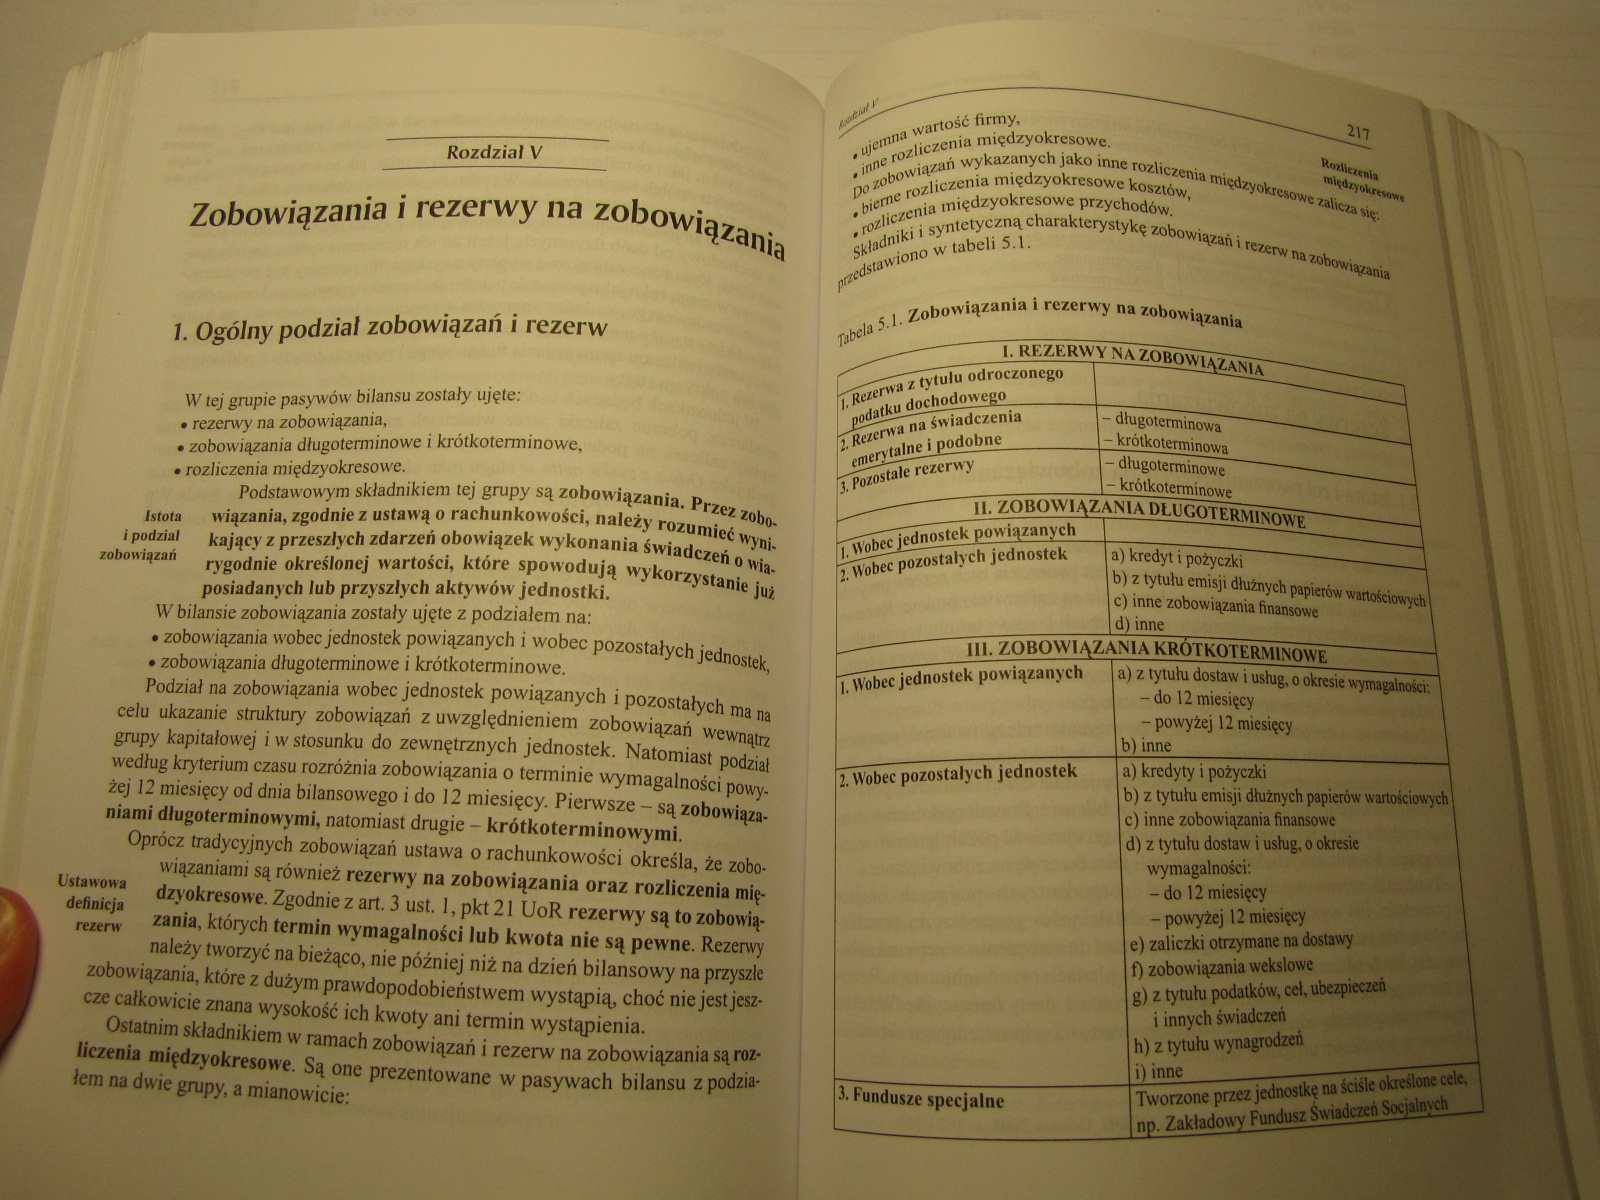 Rozdział V
Zobowiązania i rezerwy na zobowiązania
1. Ogólny podział zobowiązań i rezerw
W tej grupie pasywów bilansu zostały ujęte:
• rezerwy na zobowiązania,
• zobowiązania długoterminowe i krótkoterminowe,
• rozliczenia międzyokresowe.
Podstawowym składnikiem tej grupy są zobowiązania. Przez zobo-
Istota
i podział
zobowiązań
wiązania, zgodnie z ustawą o rachunkowości, należy rozumieć wyni-
kający z przeszłych zdarzeń obowiązek wykonania świadczeń o wia-
rygodnie określonej wartości, które spowodują wykorzystanie już
posiadanych lub przyszłych aktywów jednostki.
W bilansie zobowiązania zostały ujęte z podziałem na:
• zobowiązania wobec jednostek powiązanych i wobec pozostałych jednostek,
• zobowiązania długoterminowe i krótkoterminowe.
Podział na zobowiązania wobec jednostek powiązanych i pozostałych ma na
celu ukazanie struktury zobowiązań z uwzględnieniem zobowiązań wewnątrz
grupy kapitałowej i w stosunku do zewnętrznych jednostek. Natomiast podział
według kryterium czasu rozróżnia zobowiązania o terminie wymagalności powy-
żej 12 miesięcy od dnia bilansowego i do 12 miesięcy. Pierwsze – są zobowiąza-
niami długoterminowymi, natomiast drugie – krótkoterminowymi.
Oprócz tradycyjnych zobowiązań ustawa o rachunkowości określa, że zobo-
wiązaniami są również rezerwy na zobowiązania oraz rozliczenia mię-
Ustawowa
definicja
rezerw
dzyokresowe. Zgodnie z art. 3 ust. 1, pkt 21 UoR rezerwy są to zobowią-
zania, których termin wymagalności lub kwota nie są pewne. Rezerwy
należy tworzyć na bieżąco, nie później niż na dzień bilansowy na przyszłe
zobowiązania, które z dużym prawdopodobieństwem wystąpią, choć nie jest jesz-
cze całkowicie znana wysokość ich kwoty ani termin wystąpienia.
Ostatnim składnikiem w ramach zobowiązań i rezerw na zobowiązania są roz-
liczenia międzyokresowe. Są one prezentowane w pasywach bilansu z podzia-
łem na dwie grupy, a mianowicie:
Rozdział V
217
• ujemna wartość firmy,
• inne rozliczenia międzyokresowe.
Rozliczenia
międzyokresowe
Do zobowiązań wykazanych jako inne rozliczenia międzyokresowe zalicza się:
• bierne rozliczenia międzyokresowe kosztów,
• rozliczenia międzyokresowe przychodów.
Składniki i syntetyczną charakterystykę zobowiązań i rezerw na zobowiązania
przedstawiono w tabeli 5.1.
Tabela 5.1. Zobowiązania i rezerwy na zobowiązania
I. REZERWY NA ZOBOWIĄZANIA
1. Rezerwa z tytułu odroczonego
podatku dochodowego
2. Rezerwa na świadczenia
emerytalne i podobne
– długoterminowa
– krótkoterminowa
3. Pozostałe rezerwy
– długoterminowe
– krótkoterminowe
II. ZOBOWIĄZANIA DŁUGOTERMINOWE
1. Wobec jednostek powiązanych
2. Wobec pozostałych jednostek
a) kredyt i pożyczki
b) z tytułu emisji dłużnych papierów wartościowych
c) inne zobowiązania finansowe
d) inne
III. ZOBOWIĄZANIA KRÓTKOTERMINOWE
1. Wobec jednostek powiązanych
a) z tytułu dostaw i usług, o okresie wymagalności:
– do 12 miesięcy
– powyżej 12 miesięcy
b) inne
2. Wobec pozostałych jednostek
a) kredyty i pożyczki
b) z tytułu emisji dłużnych papierów wartościowych
c) inne zobowiązania finansowe
d) z tytułu dostaw i usług, o okresie
wymagalności:
– do 12 miesięcy
– powyżej 12 miesięcy
e) zaliczki otrzymane na dostawy
f) zobowiązania wekslowe
g) z tytułu podatków, ceł, ubezpieczeń
i innych świadczeń
h) z tytułu wynagrodzeń
i) inne
3. Fundusze specjalne
Tworzone przez jednostkę na ściśle określone cele,
np. Zakładowy Fundusz Świadczeń Socjalnych